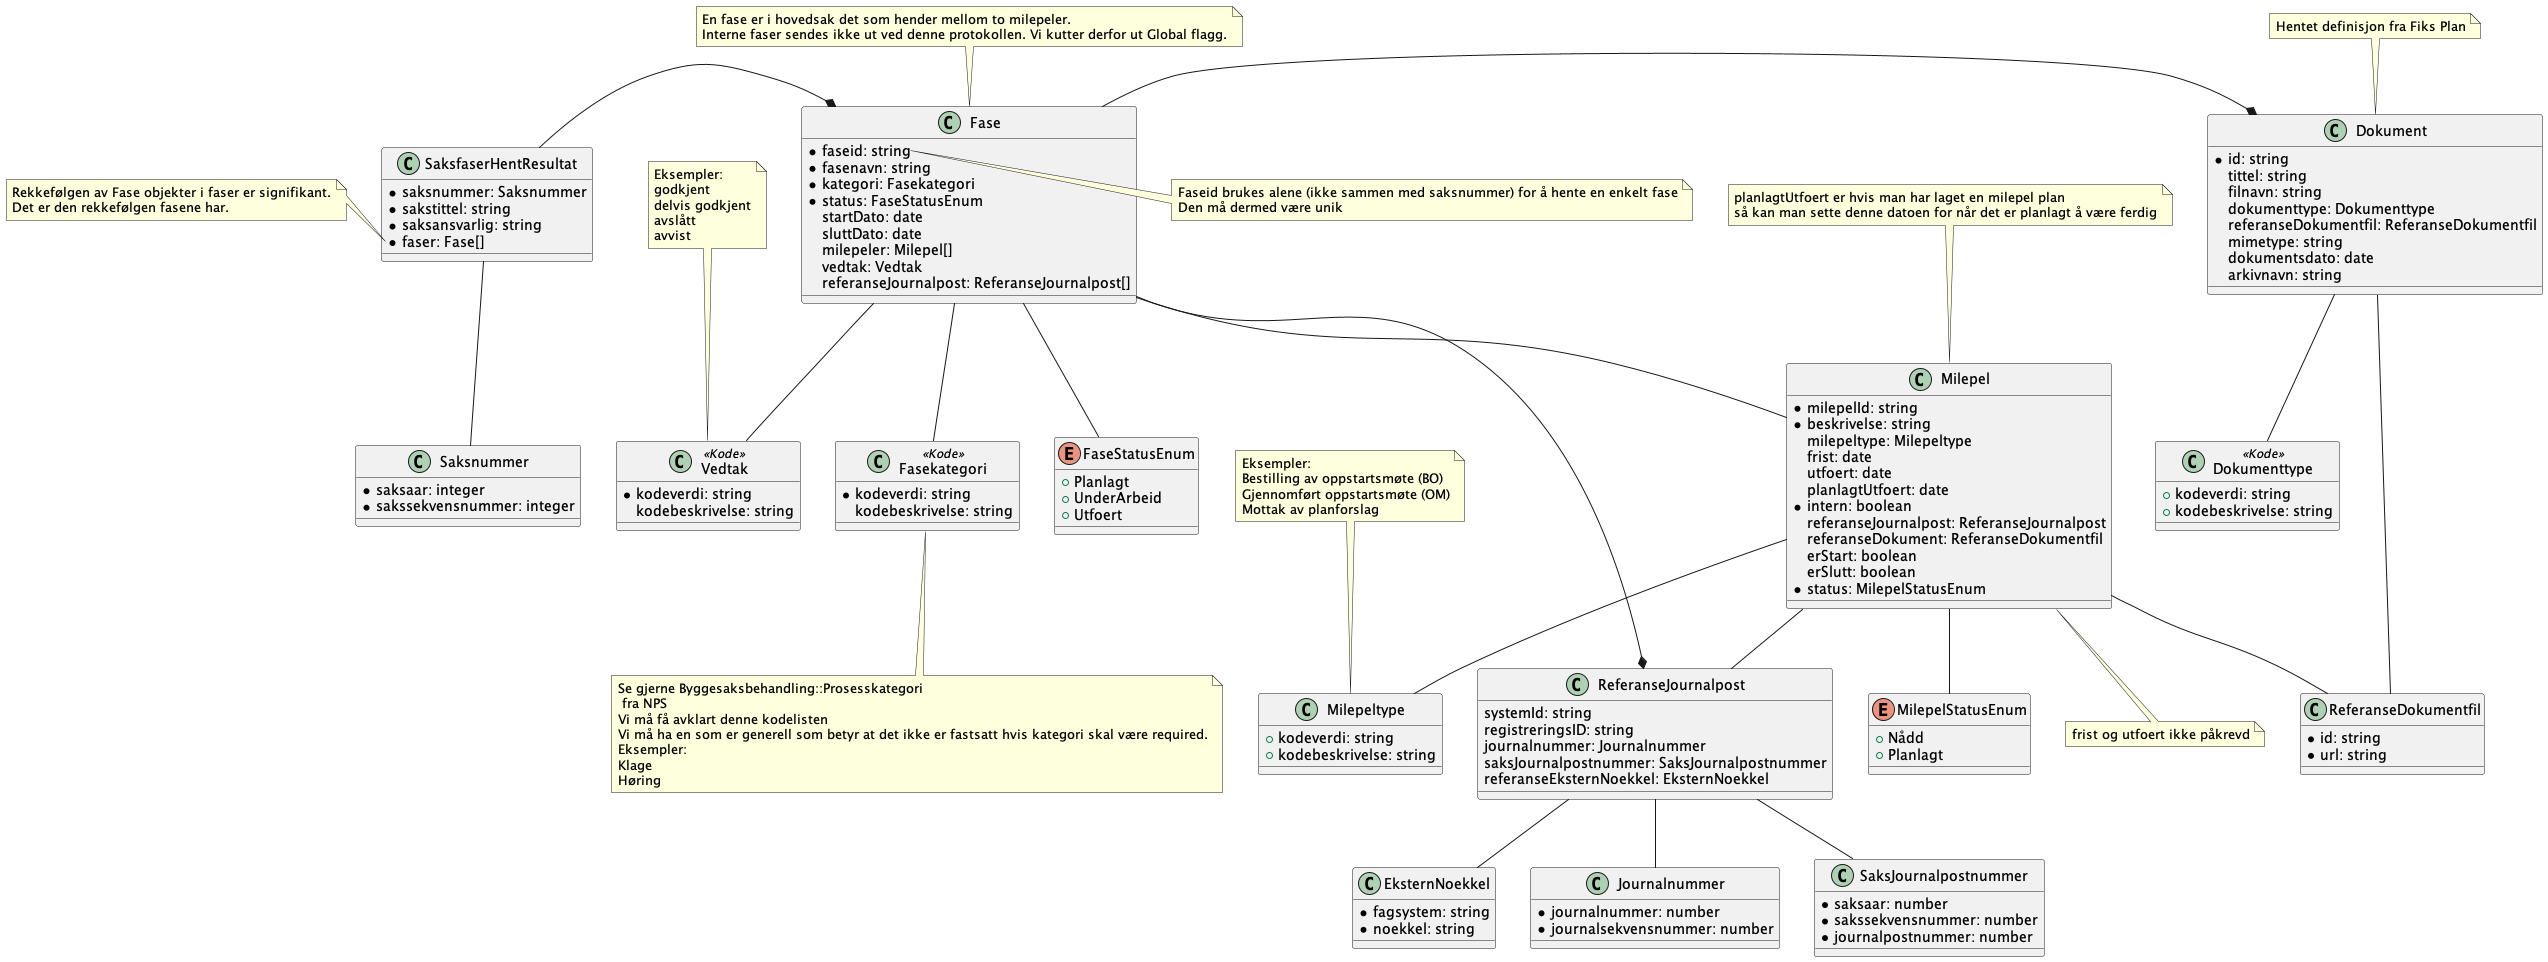 En fase er i hovedsak det som hender mellom to milepeler.
Interne faser sendes ikke ut ved denne protokollen. Vi kutter derfor ut Global flagg.
Hentet definisjon fra Fiks Plan
Rekkefølgen av Fase objekter i faser er signifikant.
Det er den rekkefølgen fasene har.
C SaksfaserHentResultat
saksnummer: Saksnummer
sakstittel: string
saksansvarlig: string
faser: Fase[]
Eksempler:
godkjent
delvis godkjent
avslått
avvist
C Fase
faseid: string
fasenavn: string
kategori: Fasekategori
status: FaseStatusEnum
startDato: date
sluttDato: date
milepeler: Milepel[]
vedtak: Vedtak
referanseJournalpost: ReferanseJournalpost[]
Faseid brukes alene (ikke sammen med saksnummer) for å hente en enkelt fase
Den må dermed være unik
planlagtUtfoert er hvis man har laget en milepel plan
så kan man sette denne datoen for når det er planlagt å være ferdig
C Dokument
id: string
tittel: string
filnavn: string
dokumenttype: Dokumenttype
referanseDokumentfil: ReferanseDokumentfil
mimetype: string
dokumentsdato: date
arkivnavn: string
C Saksnummer
saksaar: integer
sakssekvensnummer: integer
C «Kode»
Vedtak
kodeverdi: string
kodebeskrivelse: string
C «Kode»
Fasekategori
kodeverdi: string
kodebeskrivelse: string
E FaseStatusEnum
Planlagt
UnderArbeid
Utfoert
Eksempler:
Bestilling av oppstartsmøte (BO)
Gjennomført oppstartsmøte (OM)
Mottak av planforslag
C Milepel
milepelId: string
beskrivelse: string
milepeltype: Milepeltype
frist: date
utfoert: date
planlagtUtfoert: date
intern: boolean
referanseJournalpost: ReferanseJournalpost
referanseDokument: ReferanseDokumentfil
erStart: boolean
erSlutt: boolean
status: MilepelStatusEnum
C «Kode»
Dokumenttype
kodeverdi: string
kodebeskrivelse: string
Se gjerne Byggesaksbehandling::Prosesskategori
fra NPS
Vi må få avklart denne kodelisten
Vi må ha en som er generell som betyr at det ikke er fastsatt hvis kategori skal være required.
Eksempler:
Klage
Høring
C Milepeltype
kodeverdi: string
kodebeskrivelse: string
C ReferanseJournalpost
systemId: string
registreringsID: string
journalnummer: Journalnummer
saksJournalpostnummer: SaksJournalpostnummer
referanseEksternNoekkel: EksternNoekkel
E MilepelStatusEnum
Nådd
Planlagt
frist og utfoert ikke påkrevd
C ReferanseDokumentfil
id: string
url: string
C EksternNoekkel
fagsystem: string
noekkel: string
C Journalnummer
journalnummer: number
journalsekvensnummer: number
C SaksJournalpostnummer
saksaar: number
sakssekvensnummer: number
journalpostnummer: number